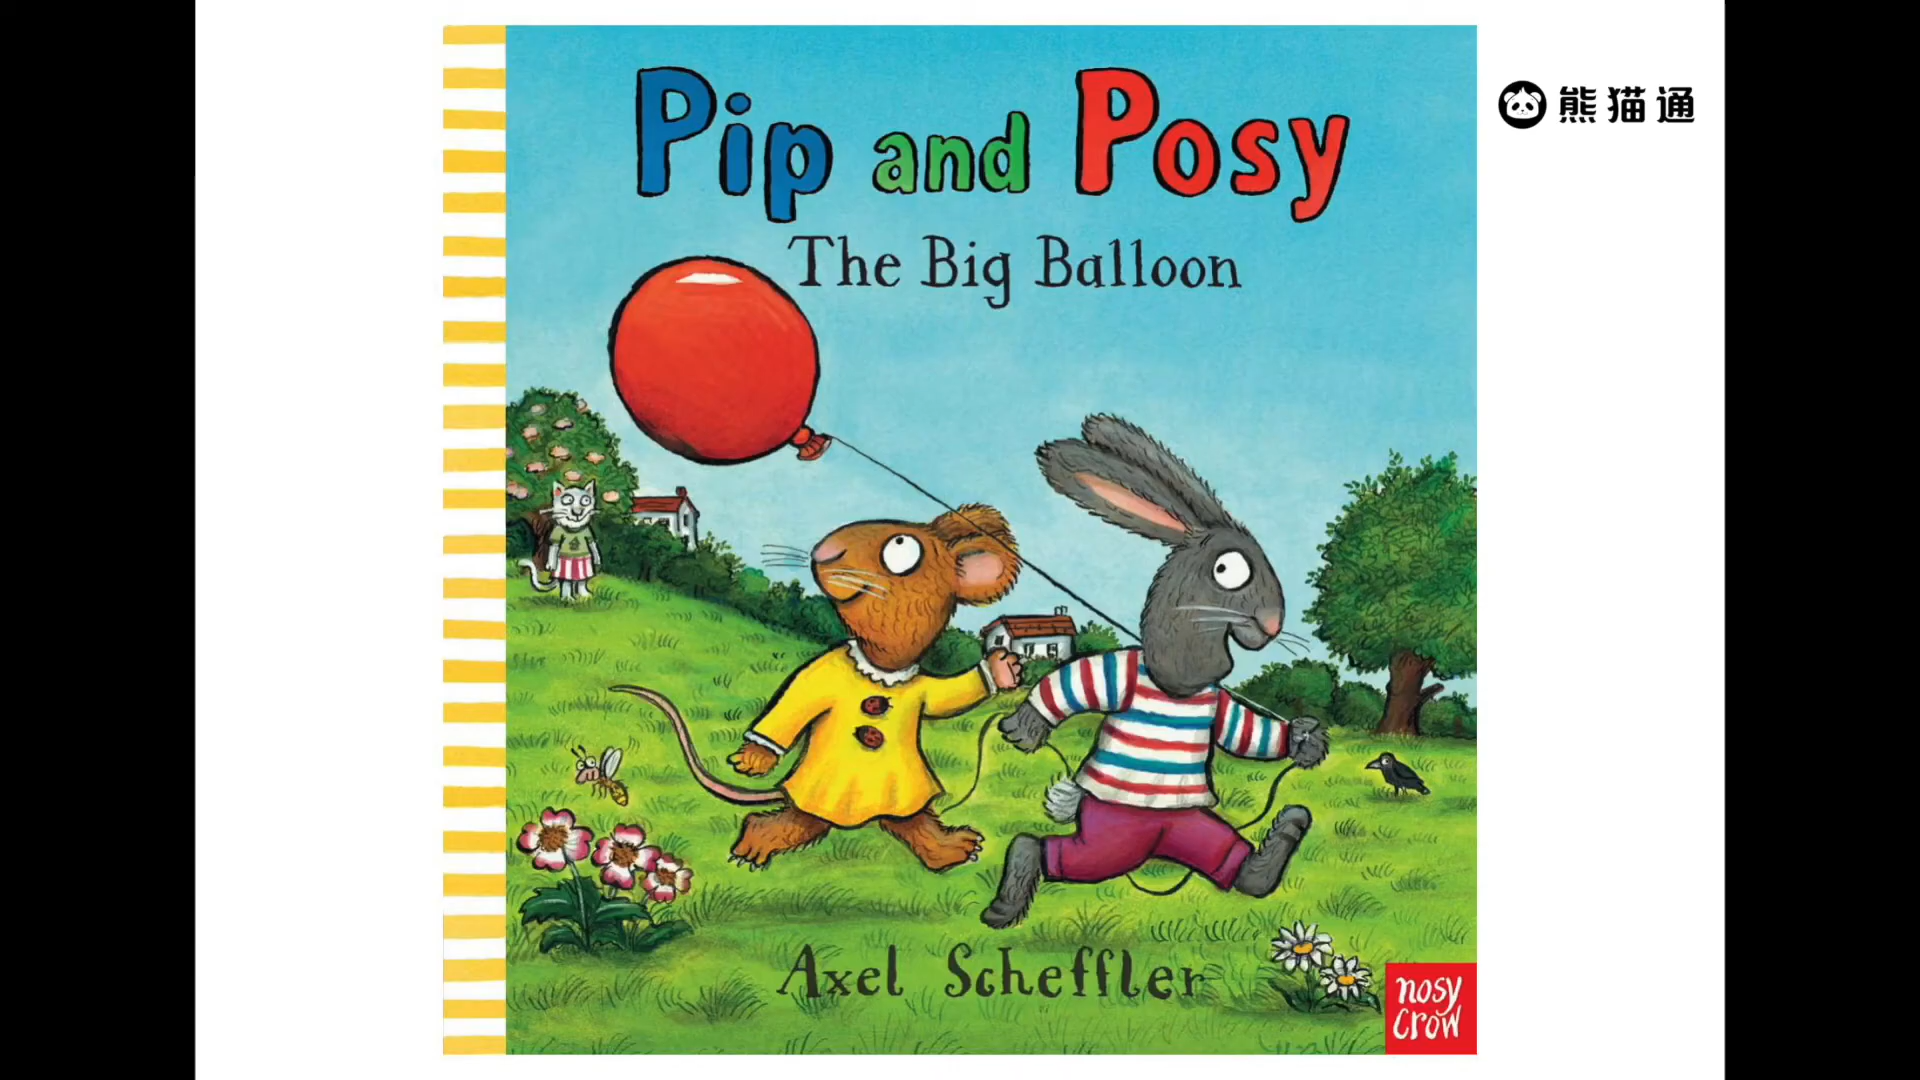 Pip and Posy
The Big Balloon
熊猫通
Axel Scheffler
nosy
crow